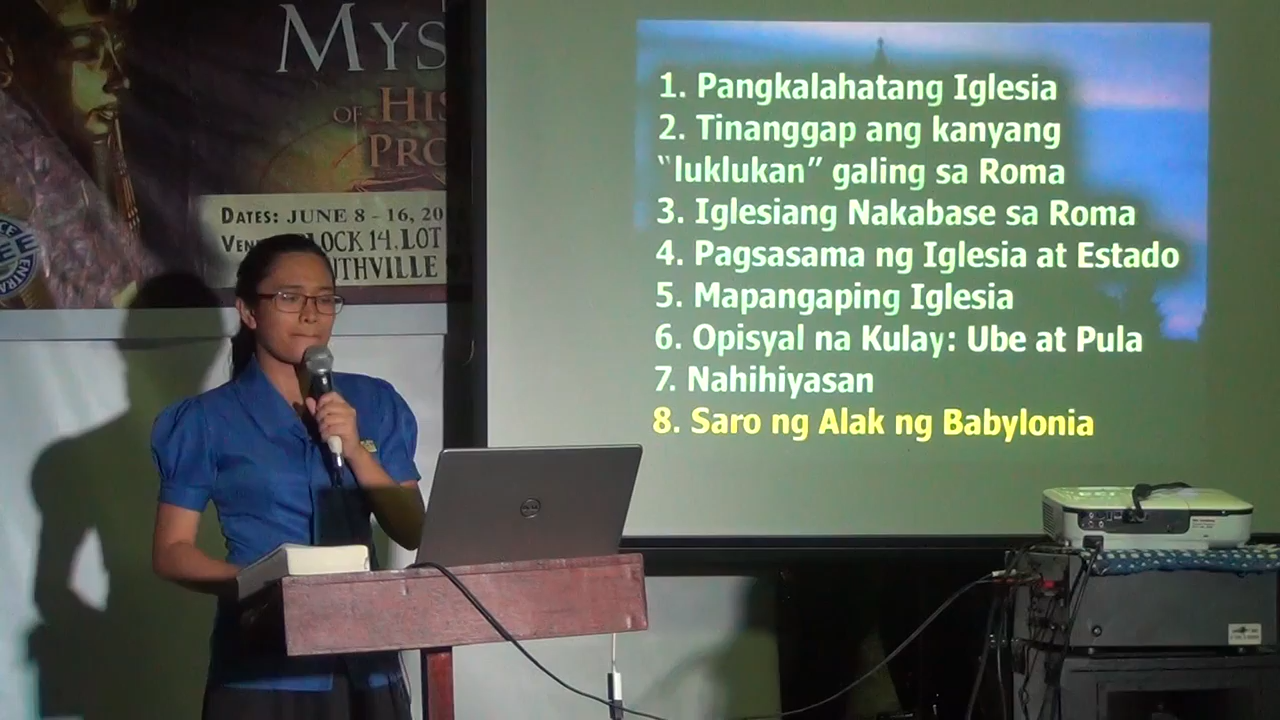 MYS
OF HIS
PRO
DATES: JUNE 8 - 16, 20
LOCK 14, LOT
THVILLE
1. Pangkalahatang Iglesia
2. Tinanggap ang kanyang
“luklukan” galing sa Roma
3. Iglesiang Nakabase sa Roma
4. Pagsasama ng Iglesia at Estado
5. Mapangaping Iglesia
6. Opisyal na Kulay: Ube at Pula
7. Nahihiyasan
8. Saro ng Alak ng Babylonia
DELL